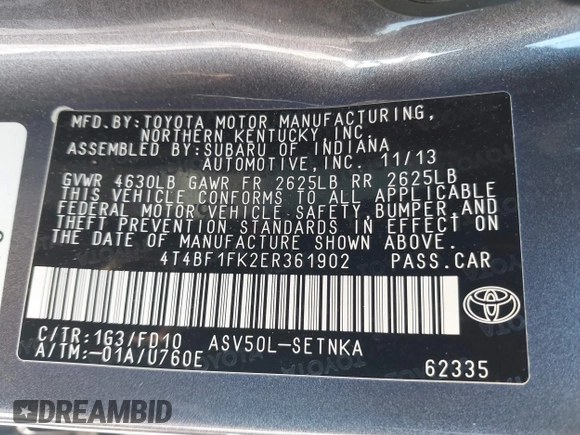 MFD.BY:TOYOTA MOTOR MANUFACTURING,
NORTHERN KENTUCKY, INC.
ASSEMBLED BY:SUBARU OF INDIANA
AUTOMOTIVE,INC. 11/13
GVWR 4630LB GAWR FR 2625LB RR 2625LB
THIS VEHICLE CONFORMS TO ALL APPLICABLE
FEDERAL MOTOR VEHICLE SAFETY,BUMPER,AND
THEFT PREVENTION STANDARDS IN EFFECT ON
THE DATE OF MANUFACTURE SHOWN ABOVE.
4T4BF1FK2ER361902 PASS.CAR
C/TR:1G3/FD10 ASV50L-SETNKA
A/TM:-01A/U760E
62335
TOYOTA
DREAMBID